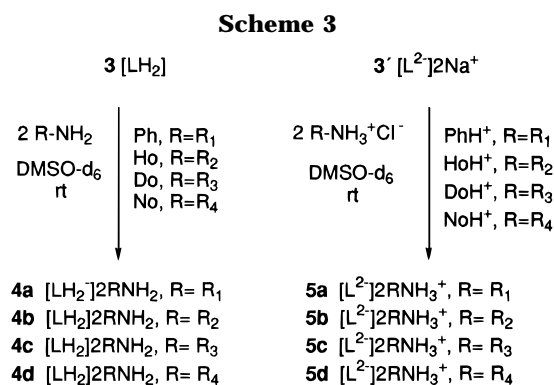 Scheme 3
3 [LH₂]
2 R-NH₂
DMSO-d₆
rt
Ph, R=R₁
Ho, R=R₂
Do, R=R₃
No, R=R₄
4a [LH₂⁻]2RNH₂, R= R₁
4b [LH₂]2RNH₂, R= R₂
4c [LH₂]2RNH₂, R= R₃
4d [LH₂]2RNH₂, R= R₄
3´ [L²⁻]2Na⁺
2 R-NH₃⁺Cl⁻
DMSO-d₆
rt
PhH⁺, R=R₁
HoH⁺, R=R₂
DoH⁺, R=R₃
NoH⁺, R=R₄
5a [L²⁻]2RNH₃⁺, R= R₁
5b [L²⁻]2RNH₃⁺, R= R₂
5c [L²⁻]2RNH₃⁺, R= R₃
5d [L²⁻]2RNH₃⁺, R= R₄